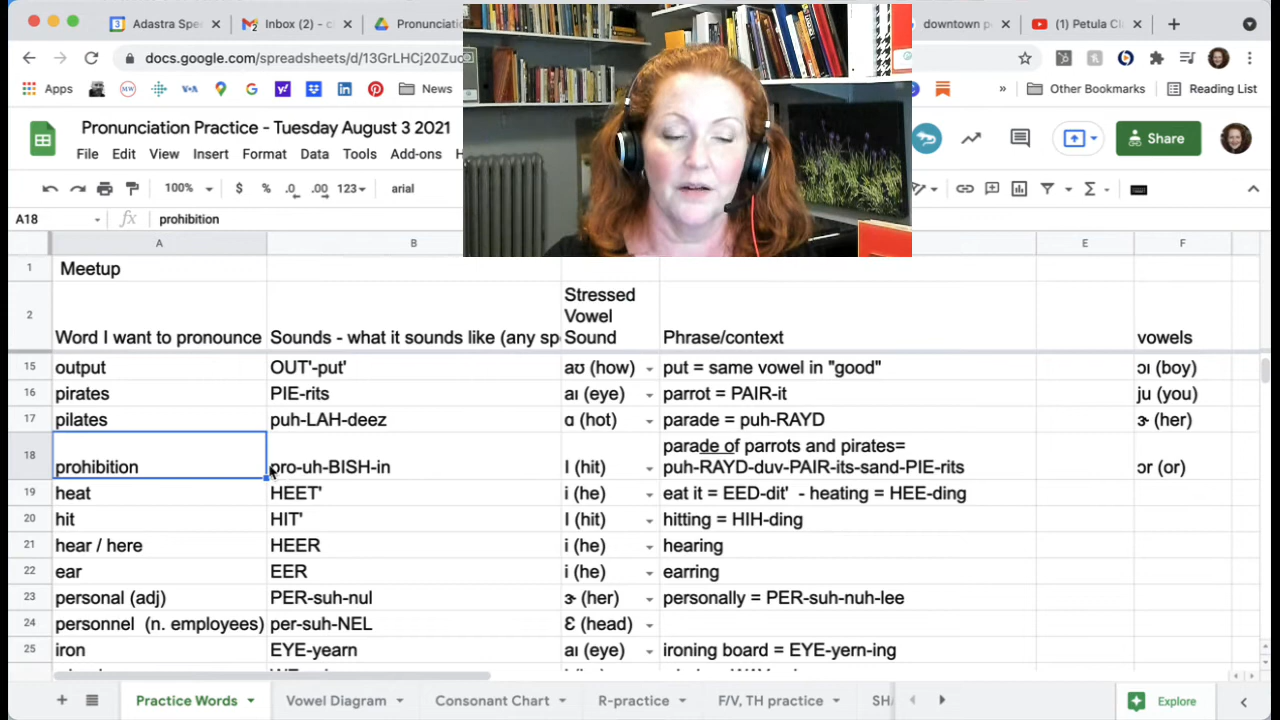 Adastra Spe
Inbox (2) - c
Pronunciatio
downtown p
(1) Petula Cl
docs.google.com/spreadsheets/d/13GrLHCj20Zuc
Apps
News
Other Bookmarks
Reading List
Pronunciation Practice - Tuesday August 3 2021
File Edit View Insert Format Data Tools Add-ons H
Share
100% $ % .0 .00 123 arial
A18 fx prohibition
A B E F
1 Meetup
2 Word I want to pronounce Sounds - what it sounds like (any sp Stressed Vowel Sound Phrase/context vowels
15 output OUT'-put' aʊ (how) put = same vowel in "good" ɔɪ (boy)
16 pirates PIE-rits aɪ (eye) parrot = PAIR-it ju (you)
17 pilates puh-LAH-deez ɑ (hot) parade = puh-RAYD ɝ (her)
18 prohibition pro-uh-BISH-in I (hit) parade of parrots and pirates= puh-RAYD-duv-PAIR-its-sand-PIE-rits ɔr (or)
19 heat HEET' i (he) eat it = EED-dit' - heating = HEE-ding
20 hit HIT' I (hit) hitting = HIH-ding
21 hear / here HEER i (he) hearing
22 ear EER i (he) earring
23 personal (adj) PER-suh-nul ɝ (her) personally = PER-suh-nuh-lee
24 personnel (n. employees) per-suh-NEL Ɛ (head)
25 iron EYE-yearn aɪ (eye) ironing board = EYE-yern-ing
Practice Words Vowel Diagram Consonant Chart R-practice F/V, TH practice SH
Explore